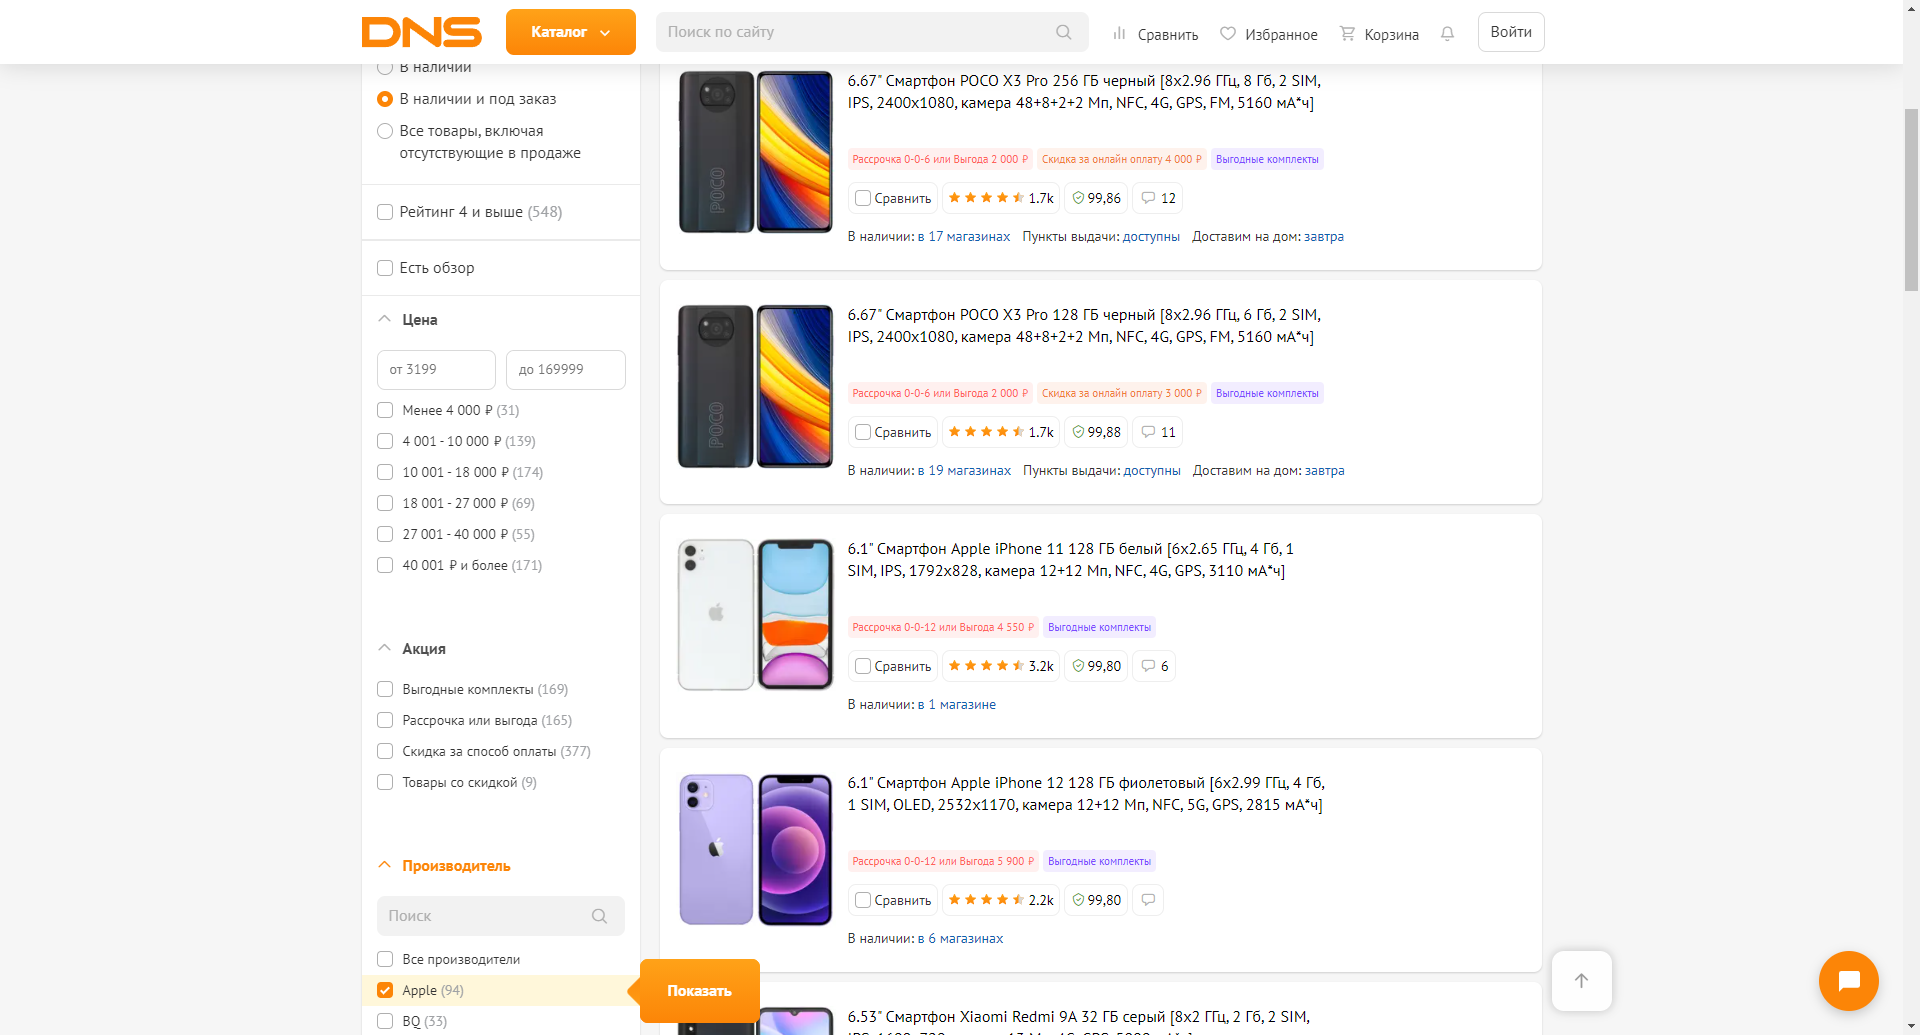 DNS
Каталог
Поиск по сайту
Сравнить
Избранное
Корзина
Войти
В наличии
В наличии и под заказ
Все товары, включая
отсутствующие в продаже
Рейтинг 4 и выше (548)
Есть обзор
Цена
от 3199
до 169999
Менее 4 000 ₽ (31)
4 001 - 10 000 ₽ (139)
10 001 - 18 000 ₽ (174)
18 001 - 27 000 ₽ (69)
27 001 - 40 000 ₽ (55)
40 001 ₽ и более (171)
Акция
Выгодные комплекты (169)
Рассрочка или выгода (165)
Скидка за способ оплаты (377)
Товары со скидкой (9)
Производитель
Поиск
Все производители
Apple (94)
Показать
BQ (33)
POCO
6.67" Смартфон POCO X3 Pro 256 ГБ черный [8x2.96 ГГц, 8 Гб, 2 SIM,
IPS, 2400x1080, камера 48+8+2+2 Мп, NFC, 4G, GPS, FM, 5160 мА*ч]
Рассрочка 0-0-6 или Выгода 2 000 ₽
Скидка за онлайн оплату 4 000 ₽
Выгодные комплекты
Сравнить
1.7k
99,86
12
В наличии: в 17 магазинах Пункты выдачи: доступны Доставим на дом: завтра
POCO
6.67" Смартфон POCO X3 Pro 128 ГБ черный [8x2.96 ГГц, 6 Гб, 2 SIM,
IPS, 2400x1080, камера 48+8+2+2 Мп, NFC, 4G, GPS, FM, 5160 мА*ч]
Рассрочка 0-0-6 или Выгода 2 000 ₽
Скидка за онлайн оплату 3 000 ₽
Выгодные комплекты
Сравнить
1.7k
99,88
11
В наличии: в 19 магазинах Пункты выдачи: доступны Доставим на дом: завтра
6.1" Смартфон Apple iPhone 11 128 ГБ белый [6x2.65 ГГц, 4 Гб, 1
SIM, IPS, 1792x828, камера 12+12 Мп, NFC, 4G, GPS, 3110 мА*ч]
Рассрочка 0-0-12 или Выгода 4 550 ₽
Выгодные комплекты
Сравнить
3.2k
99,80
6
В наличии: в 1 магазине
6.1" Смартфон Apple iPhone 12 128 ГБ фиолетовый [6x2.99 ГГц, 4 Гб,
1 SIM, OLED, 2532x1170, камера 12+12 Мп, NFC, 5G, GPS, 2815 мА*ч]
Рассрочка 0-0-12 или Выгода 5 900 ₽
Выгодные комплекты
Сравнить
2.2k
99,80
В наличии: в 6 магазинах
6.53" Смартфон Xiaomi Redmi 9A 32 ГБ серый [8x2 ГГц, 2 Гб, 2 SIM,